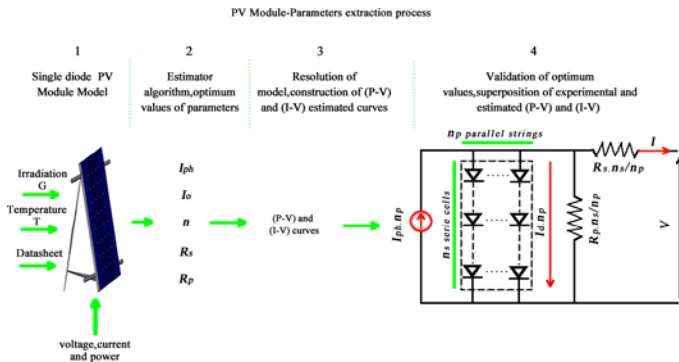 PV Module-Parameters extraction process
1
Single diode PV
Module Model
2
Estimator
algorithm,optimum
values of parameters
3
Resolution of
model,construction of (P-V)
and (I-V) estimated curves
4
Validation of optimum
values,superposition of experimental and
estimated (P-V) and (I-V)
Irradiation
G
Temperature
T
Datasheet
voltage,current
and power
Iph
Io
n
Rs
Rp
(P-V) and
(I-V) curves
np parallel strings
ns serie cells
Iph.np
Id.np
Rs.ns/np
I
Rp.ns/np
V